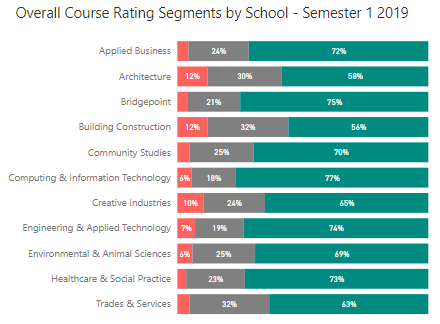 Overall Course Rating Segments by School - Semester 1 2019
Applied Business 24% 72%
Architecture 12% 30% 58%
Bridgepoint 21% 75%
Building Construction 12% 32% 56%
Community Studies 25% 70%
Computing & Information Technology 6% 18% 77%
Creative Industries 10% 24% 65%
Engineering & Applied Technology 7% 19% 74%
Environmental & Animal Sciences 6% 25% 69%
Healthcare & Social Practice 23% 73%
Trades & Services 32% 63%